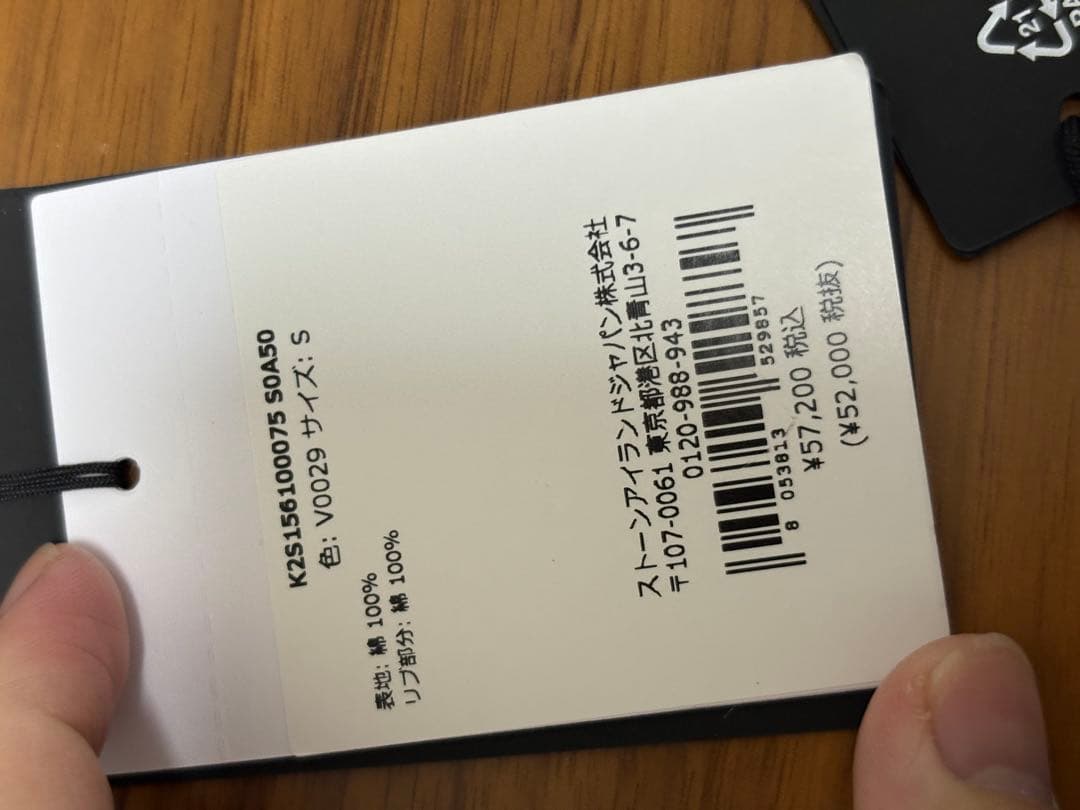 K2S156100075 S0A50
色: V0029 サイズ: S
表地: 綿 100%
リブ部分: 綿 100%
ストーンアイランドジャパン株式会社
〒107-0061 東京都港区北青山3-6-7
0120-988-943
8 053813 529857
¥57,200 税込
(¥52,000 税抜)
21